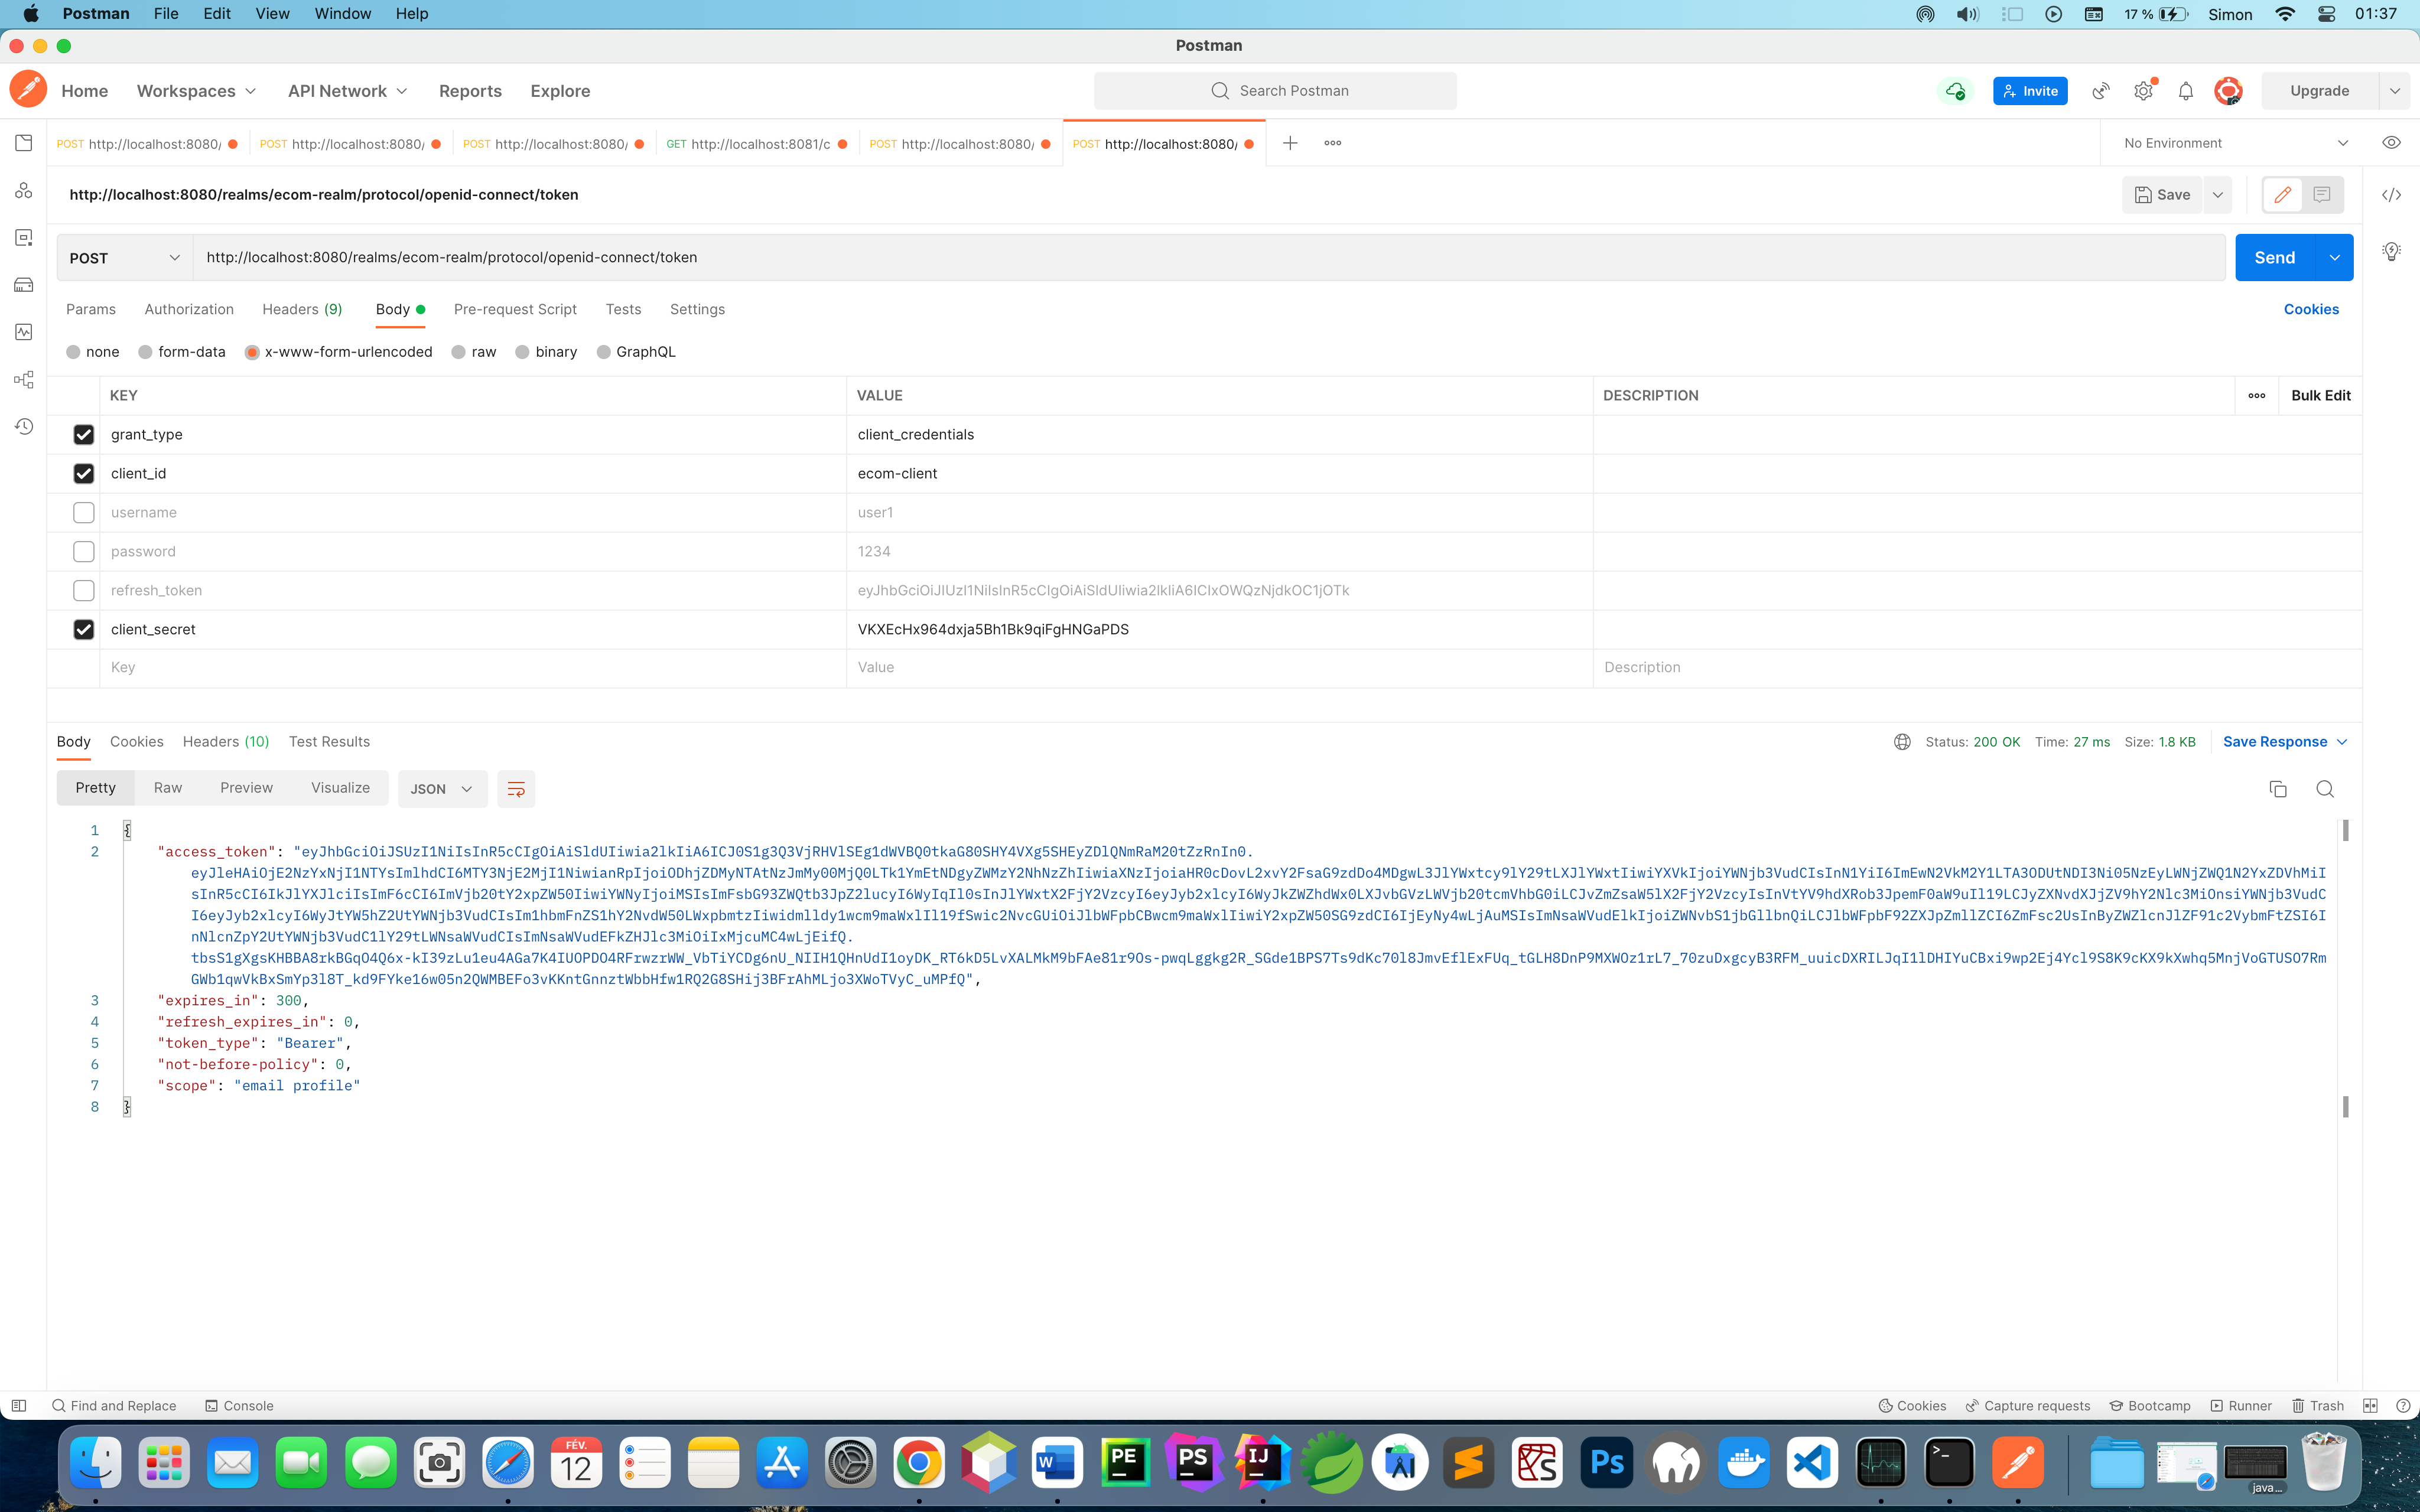 Postman File Edit View Window Help 17 % Simon 01:37
Postman
Home Workspaces API Network Reports Explore Search Postman Invite Upgrade
POST http://localhost:8080/ POST http://localhost:8080/ POST http://localhost:8080/ GET http://localhost:8081/c POST http://localhost:8080/ POST http://localhost:8080/ No Environment
http://localhost:8080/realms/ecom-realm/protocol/openid-connect/token Save
POST http://localhost:8080/realms/ecom-realm/protocol/openid-connect/token Send
Params Authorization Headers (9) Body Pre-request Script Tests Settings Cookies
none form-data x-www-form-urlencoded raw binary GraphQL
KEY VALUE DESCRIPTION Bulk Edit
grant_type client_credentials
client_id ecom-client
username user1
password 1234
refresh_token
client_secret VKXEcHx964dxja5Bh1Bk9qiFgHNGaPDS
Key Value Description
Body Cookies Headers (10) Test Results Status: 200 OK Time: 27 ms Size: 1.8 KB Save Response
Pretty Raw Preview Visualize JSON
1 {
2 "access_token":
3 "expires_in": 300,
4 "refresh_expires_in": 0,
5 "token_type": "Bearer",
6 "not-before-policy": 0,
7 "scope": "email profile"
8 }
Find and Replace Console Cookies Capture requests Bootcamp Runner Trash
FÉV.
12
W PE PS IJ Ps
java...